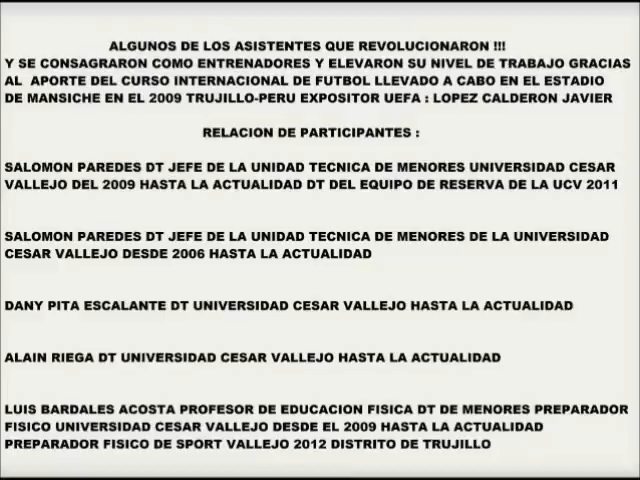 ALGUNOS DE LOS ASISTENTES QUE REVOLUCIONARON !!!
Y SE CONSAGRARON COMO ENTRENADORES Y ELEVARON SU NIVEL DE TRABAJO GRACIAS
AL APORTE DEL CURSO INTERNACIONAL DE FUTBOL LLEVADO A CABO EN EL ESTADIO
DE MANSICHE EN EL 2009 TRUJILLO-PERU EXPOSITOR UEFA : LOPEZ CALDERON JAVIER
RELACION DE PARTICIPANTES :
SALOMON PAREDES DT JEFE DE LA UNIDAD TECNICA DE MENORES UNIVERSIDAD CESAR
VALLEJO DEL 2009 HASTA LA ACTUALIDAD DT DEL EQUIPO DE RESERVA DE LA UCV 2011
SALOMON PAREDES DT JEFE DE LA UNIDAD TECNICA DE MENORES DE LA UNIVERSIDAD
CESAR VALLEJO DESDE 2006 HASTA LA ACTUALIDAD
DANY PITA ESCALANTE DT UNIVERSIDAD CESAR VALLEJO HASTA LA ACTUALIDAD
ALAIN RIEGA DT UNIVERSIDAD CESAR VALLEJO HASTA LA ACTUALIDAD
LUIS BARDALES ACOSTA PROFESOR DE EDUCACION FISICA DT DE MENORES PREPARADOR
FISICO UNIVERSIDAD CESAR VALLEJO DESDE EL 2009 HASTA LA ACTUALIDAD
PREPARADOR FISICO DE SPORT VALLEJO 2012 DISTRITO DE TRUJILLO